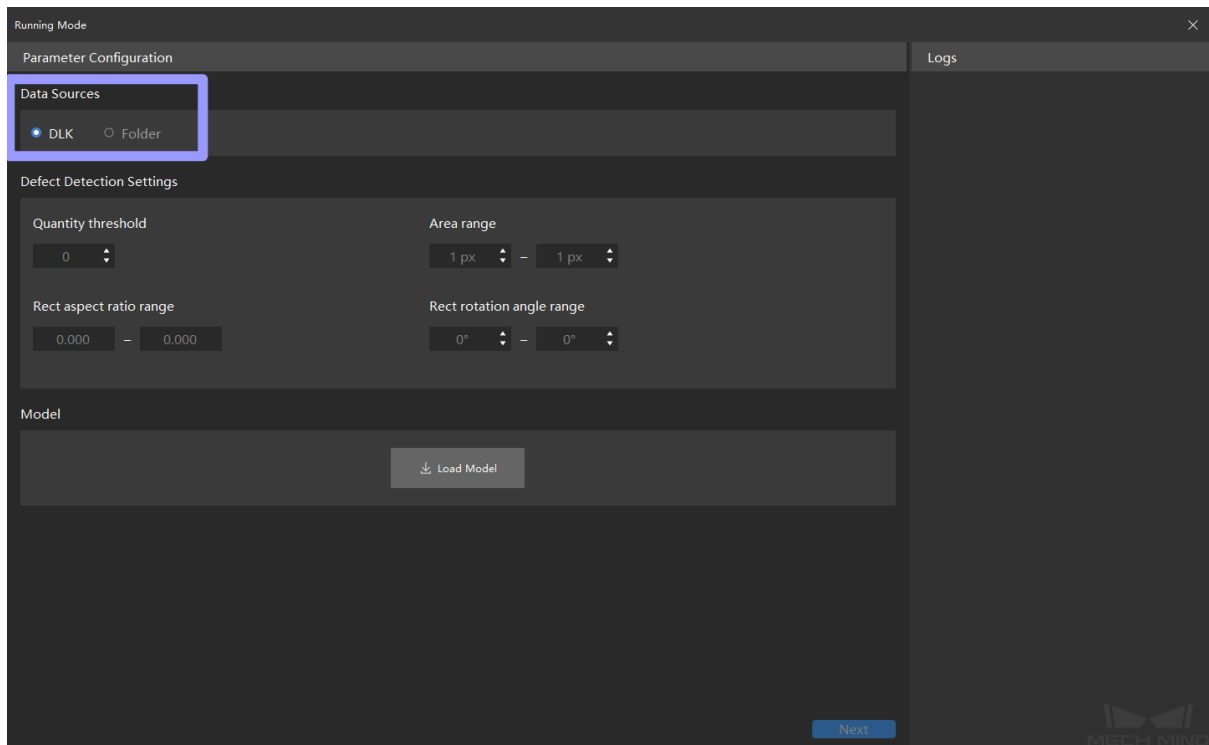 Running Mode
Parameter Configuration
Logs
Data Sources
DLK Folder
Defect Detection Settings
Quantity threshold Area range
0 1 px – 1 px
Rect aspect ratio range Rect rotation angle range
0.000 – 0.000 0° – 0°
Model
Load Model
Next
MECH MIND